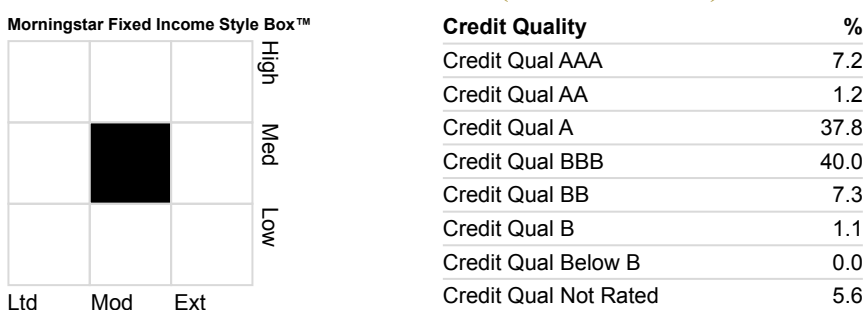 Morningstar Fixed Income Style Box™
High
Med
Low
Ltd Mod Ext
Credit Quality %
Credit Qual AAA 7.2
Credit Qual AA 1.2
Credit Qual A 37.8
Credit Qual BBB 40.0
Credit Qual BB 7.3
Credit Qual B 1.1
Credit Qual Below B 0.0
Credit Qual Not Rated 5.6